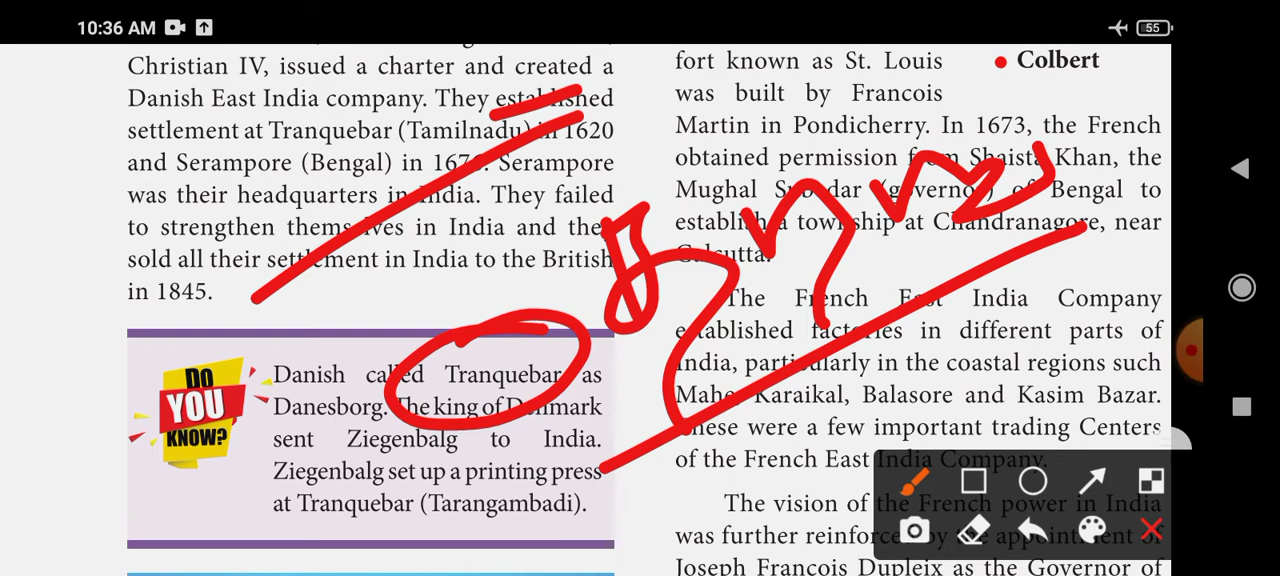 10:36 AM
55
Christian IV, issued a charter and created a
Danish East India company. They established
settlement at Tranquebar (Tamilnadu) in 1620
and Serampore (Bengal) in 1676. Serampore
was their headquarters in India. They failed
to strengthen themselves in India and they
sold all their settlement in India to the British
in 1845.
DO
YOU
KNOW?
Danish called Tranquebar as
Danesborg. The king of Denmark
sent Ziegenbalg to India.
Ziegenbalg set up a printing press
at Tranquebar (Tarangambadi).
fort known as St. Louis
was built by Francois
Colbert
Martin in Pondicherry. In 1673, the French
obtained permission from Shaista Khan, the
Mughal Subedar (governor) of Bengal to
establish a township at Chandranagore, near
Calcutta.
The French East India Company
established factories in different parts of
India, particularly in the coastal regions such
Mahe, Karaikal, Balasore and Kasim Bazar.
These were a few important trading Centers
of the French East India Company.
The vision of the French power in India
was further reinforced by the appointment of
Joseph Francois Dupleix as the Governor of